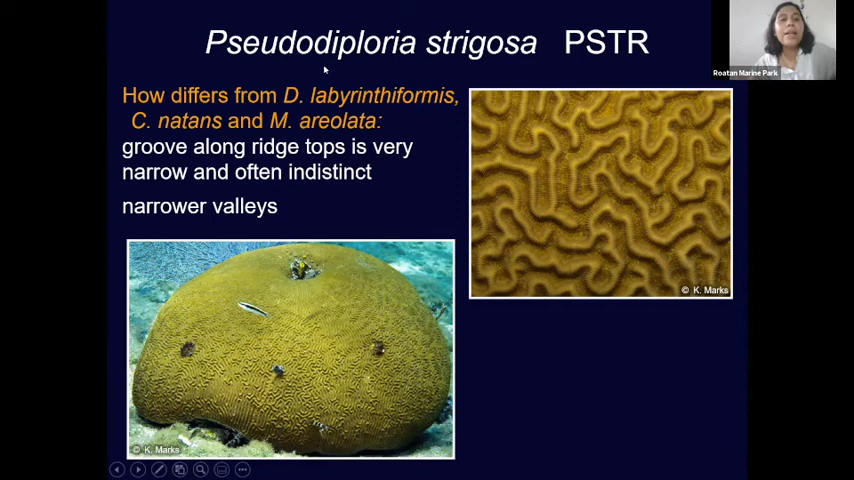 Pseudodiploria strigosa PSTR
Roatan Marine Park
How differs from D. labyrinthiformis,
C. natans and M. areolata:
groove along ridge tops is very
narrow and often indistinct
narrower valleys
© K. Marks
© K. Marks